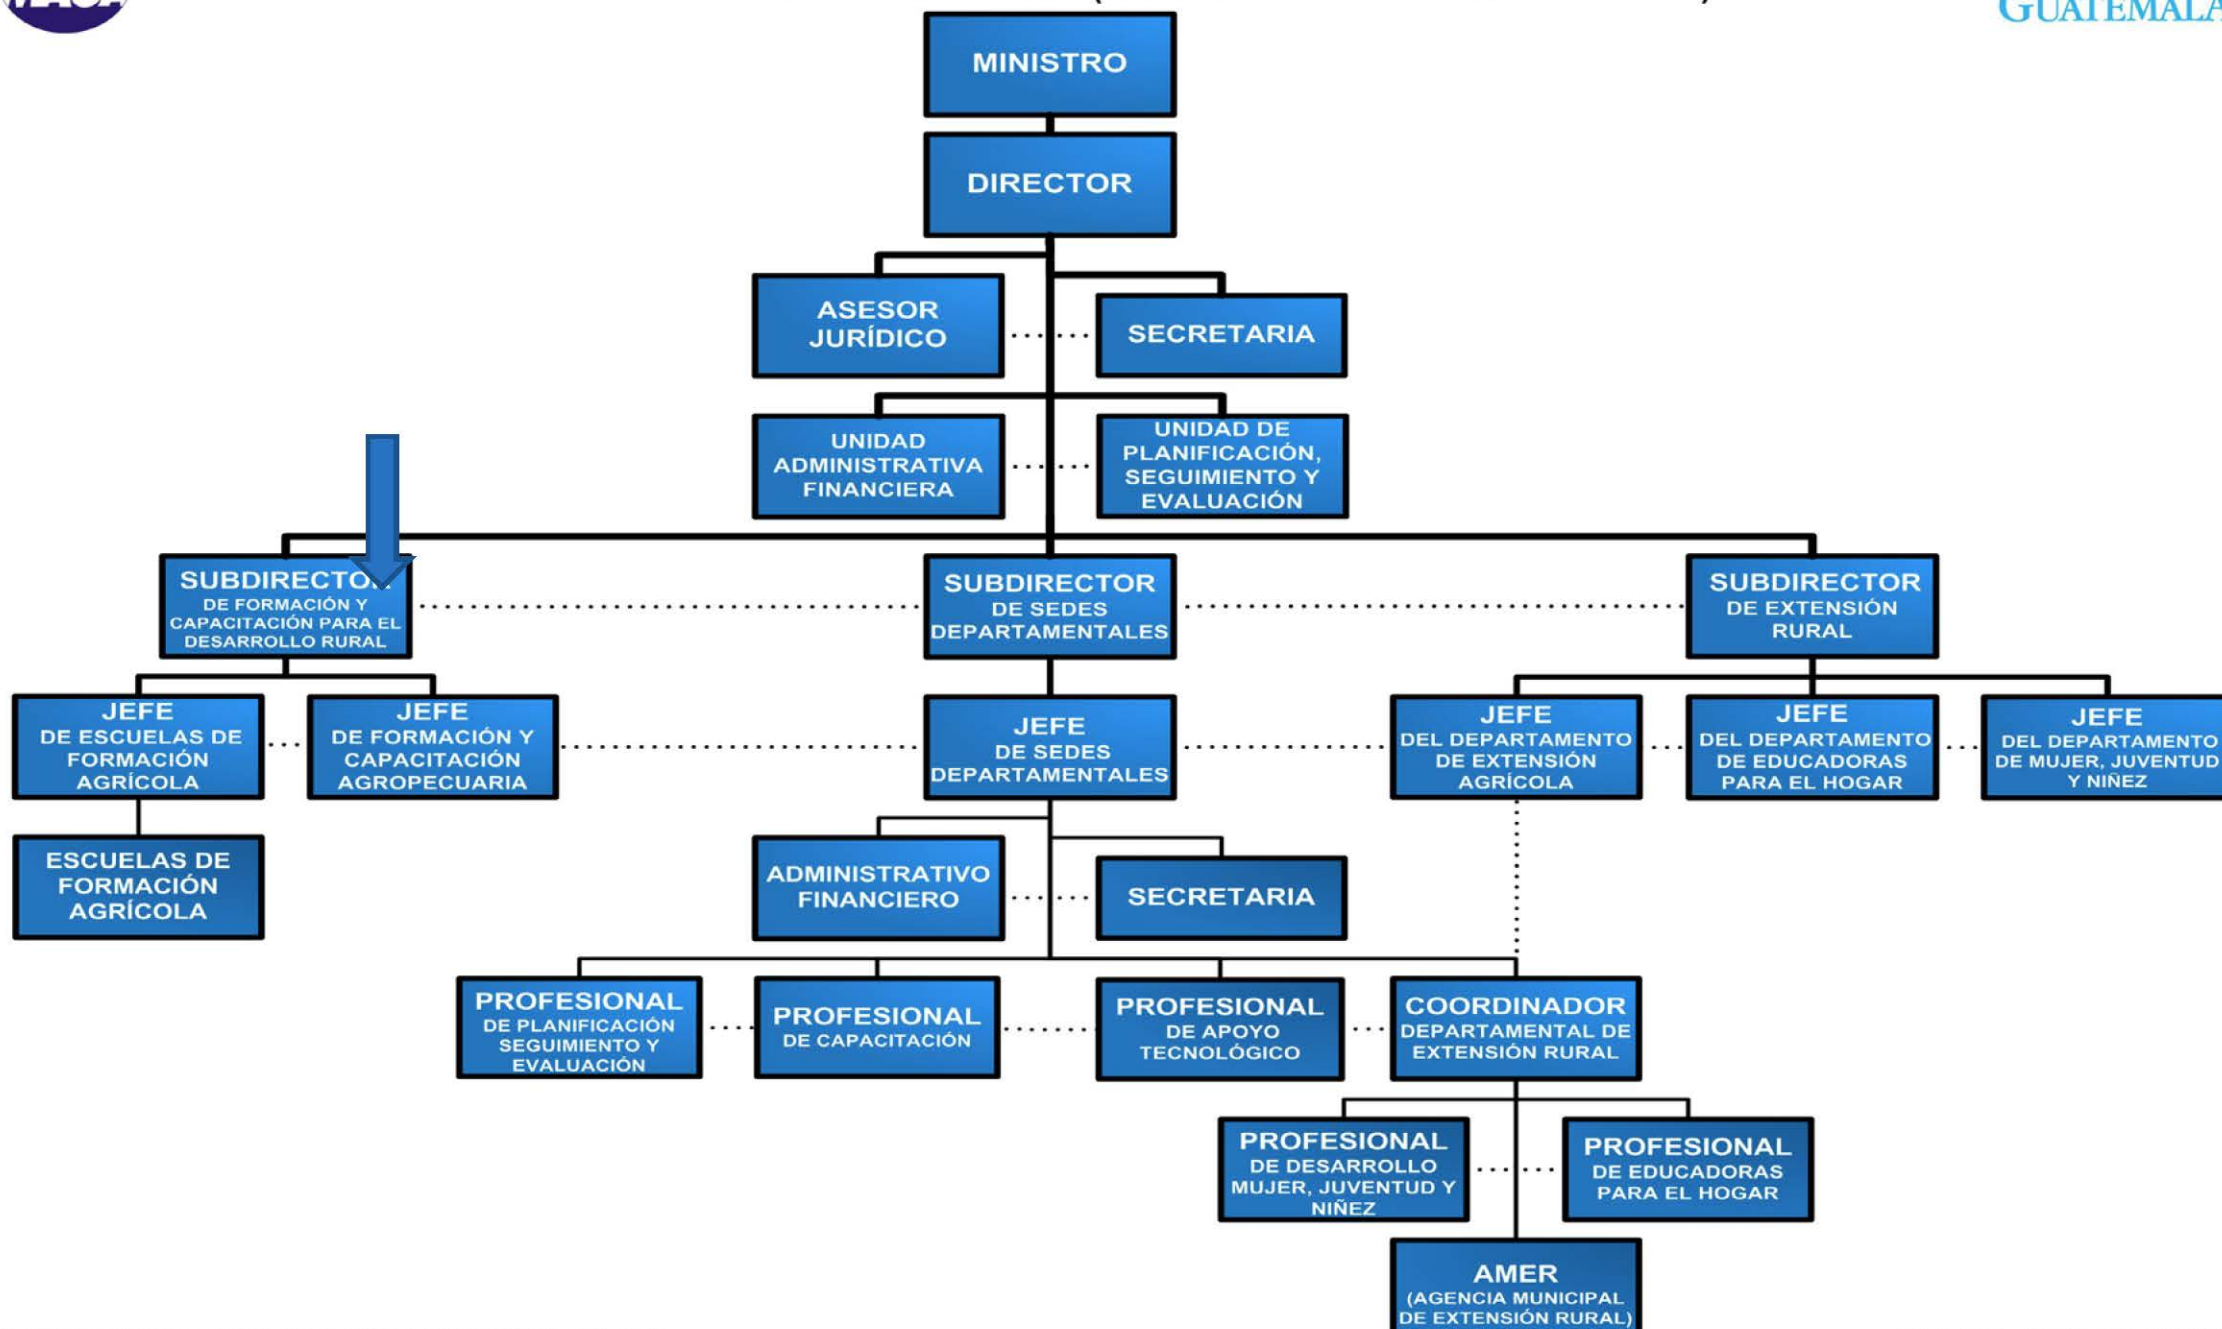 GUATEMALA
MINISTRO
DIRECTOR
ASESOR
JURÍDICO
SECRETARIA
UNIDAD
ADMINISTRATIVA
FINANCIERA
UNIDAD DE
PLANIFICACIÓN,
SEGUIMIENTO Y
EVALUACIÓN
SUBDIRECTOR
DE FORMACIÓN Y
CAPACITACIÓN PARA EL
DESARROLLO RURAL
SUBDIRECTOR
DE SEDES
DEPARTAMENTALES
SUBDIRECTOR
DE EXTENSIÓN
RURAL
JEFE
DE ESCUELAS DE
FORMACIÓN
AGRÍCOLA
JEFE
DE FORMACIÓN Y
CAPACITACIÓN
AGROPECUARIA
JEFE
DE SEDES
DEPARTAMENTALES
JEFE
DEL DEPARTAMENTO
DE EXTENSIÓN
AGRÍCOLA
JEFE
DEL DEPARTAMENTO
DE EDUCADORAS
PARA EL HOGAR
JEFE
DEL DEPARTAMENTO
DE MUJER, JUVENTUD
Y NIÑEZ
ESCUELAS DE
FORMACIÓN
AGRÍCOLA
ADMINISTRATIVO
FINANCIERO
SECRETARIA
PROFESIONAL
DE PLANIFICACIÓN
SEGUIMIENTO Y
EVALUACIÓN
PROFESIONAL
DE CAPACITACIÓN
PROFESIONAL
DE APOYO
TECNOLÓGICO
COORDINADOR
DEPARTAMENTAL DE
EXTENSIÓN RURAL
PROFESIONAL
DE DESARROLLO
MUJER, JUVENTUD Y
NIÑEZ
PROFESIONAL
DE EDUCADORAS
PARA EL HOGAR
AMER
(AGENCIA MUNICIPAL
DE EXTENSIÓN RURAL)